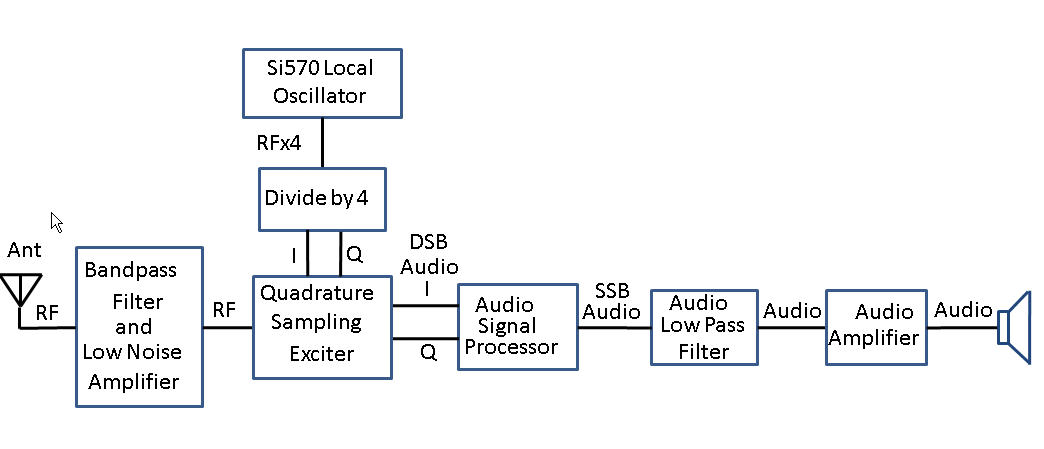 Si570 Local
Oscillator
RFx4
Divide by 4
I
Q
DSB
Audio
I
Q
Ant
RF
Bandpass
Filter
and
Low Noise
Amplifier
RF
Quadrature
Sampling
Exciter
Audio
Signal
Processor
SSB
Audio
Audio
Low Pass
Filter
Audio
Audio
Amplifier
Audio